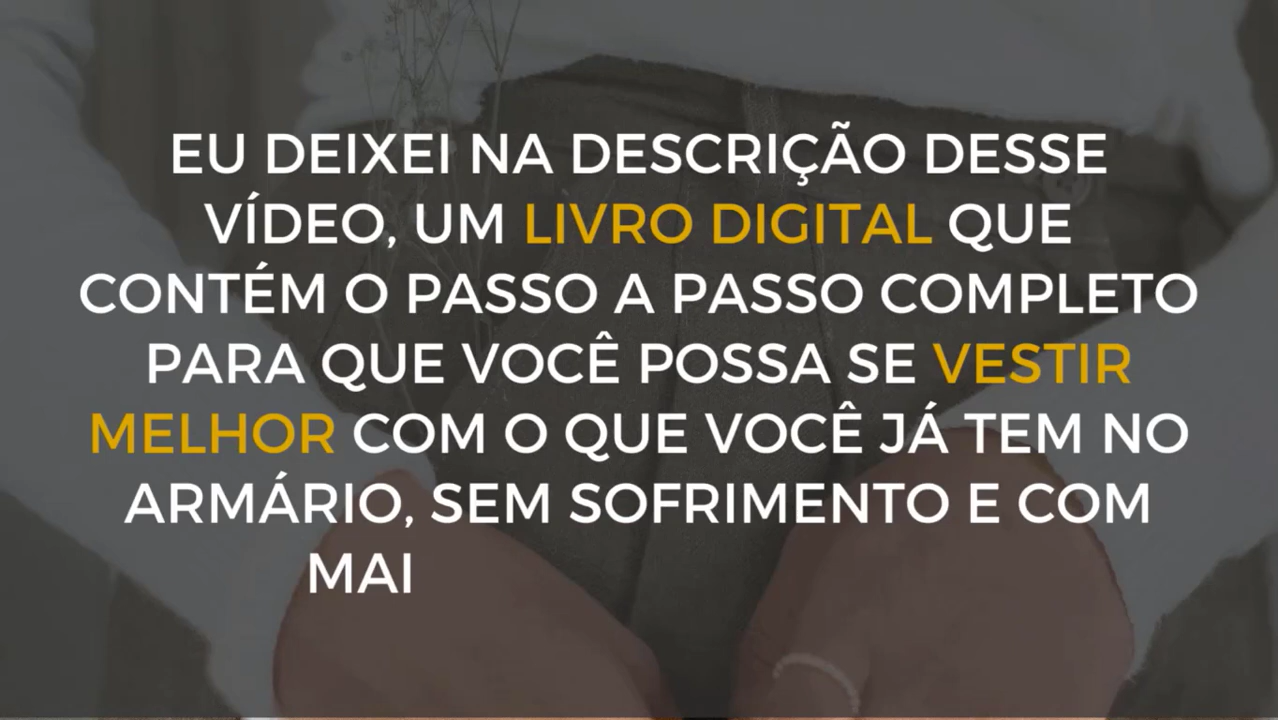 EU DEIXEI NA DESCRIÇÃO DESSE
VÍDEO, UM LIVRO DIGITAL QUE
CONTÉM O PASSO A PASSO COMPLETO
PARA QUE VOCÊ POSSA SE VESTIR
MELHOR COM O QUE VOCÊ JÁ TEM NO
ARMÁRIO, SEM SOFRIMENTO E COM
MAI